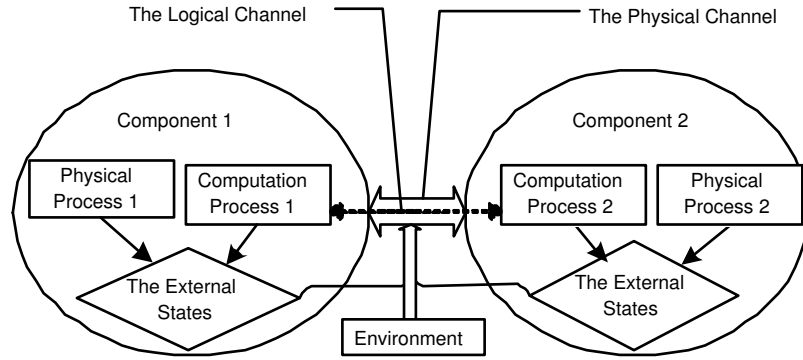 The Logical Channel
The Physical Channel
Component 1
Component 2
Physical
Process 1
Computation
Process 1
Computation
Process 2
Physical
Process 2
The External
States
The External
States
Environment